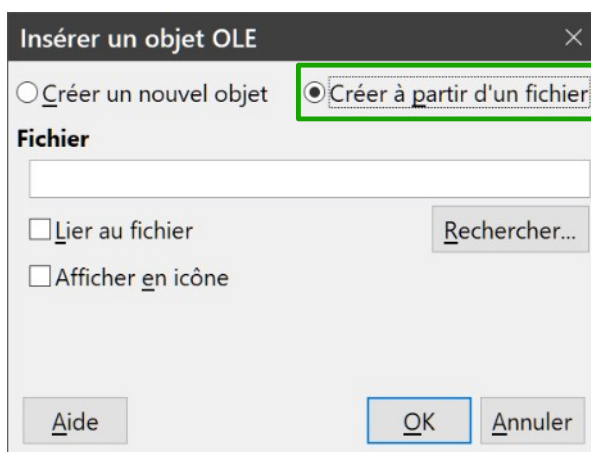 Insérer un objet OLE
Créer un nouvel objet Créer à partir d'un fichier
Fichier
Lier au fichier Rechercher...
Afficher en icône
Aide OK Annuler